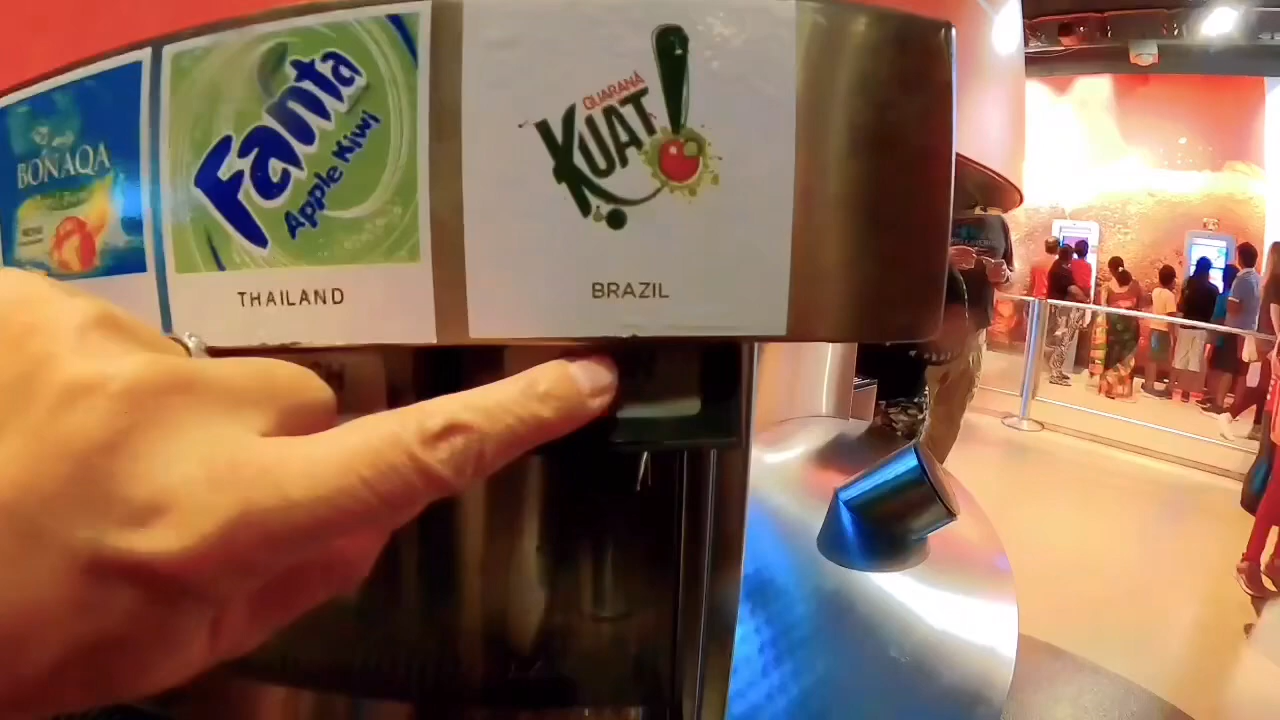 BONAQA
Fanta
Apple Kiwi
THAILAND
GUARANÁ
KUAT!
BRAZIL